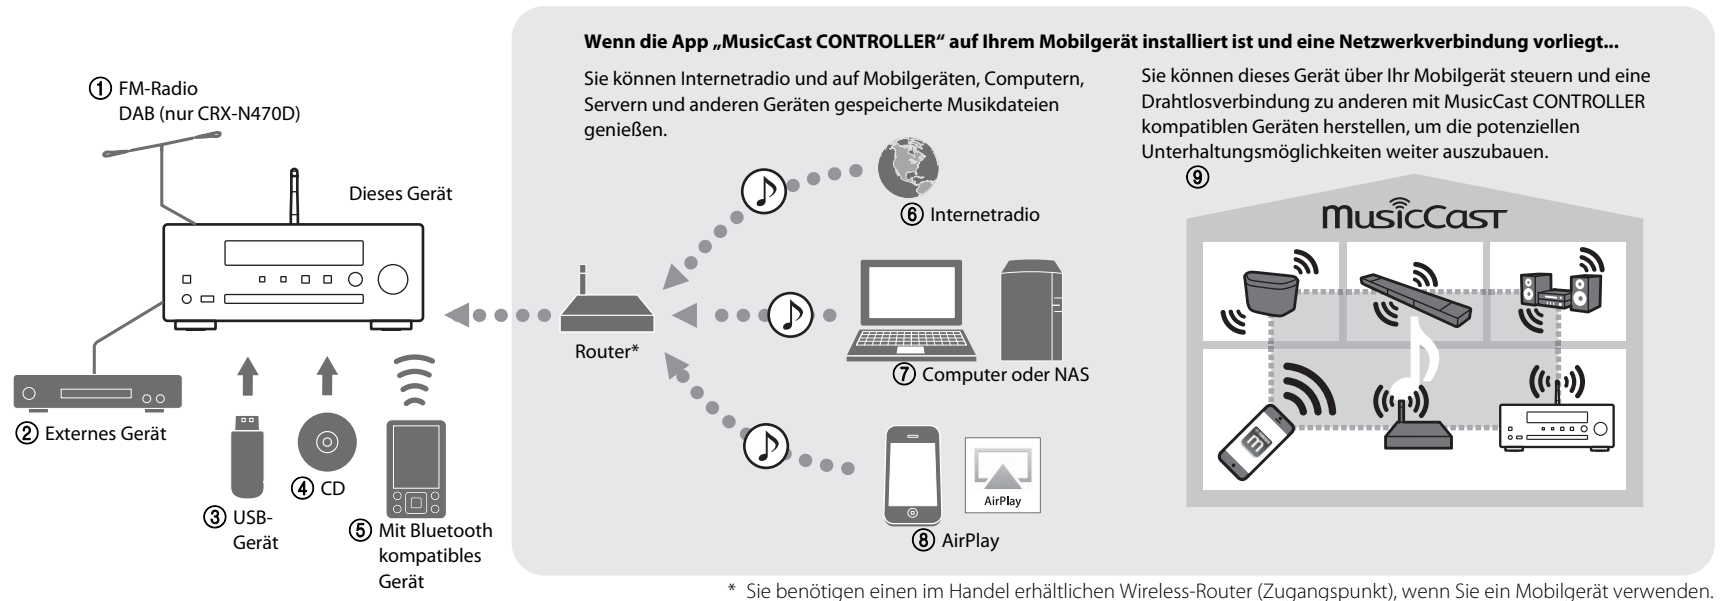 ① FM-Radio
DAB (nur CRX-N470D)
Dieses Gerät
② Externes Gerät
③ USB-
Gerät
④ CD
⑤ Mit Bluetooth
kompatibles
Gerät
Wenn die App „MusicCast CONTROLLER“ auf Ihrem Mobilgerät installiert ist und eine Netzwerkverbindung vorliegt...
Sie können Internetradio und auf Mobilgeräten, Computern,
Servern und anderen Geräten gespeicherte Musikdateien
genießen.
Router*
⑥ Internetradio
⑦ Computer oder NAS
AirPlay
⑧ AirPlay
Sie können dieses Gerät über Ihr Mobilgerät steuern und eine
Drahtlosverbindung zu anderen mit MusicCast CONTROLLER
kompatiblen Geräten herstellen, um die potenziellen
Unterhaltungsmöglichkeiten weiter auszubauen.
⑨
MusicCast
* Sie benötigen einen im Handel erhältlichen Wireless-Router (Zugangspunkt), wenn Sie ein Mobilgerät verwenden.